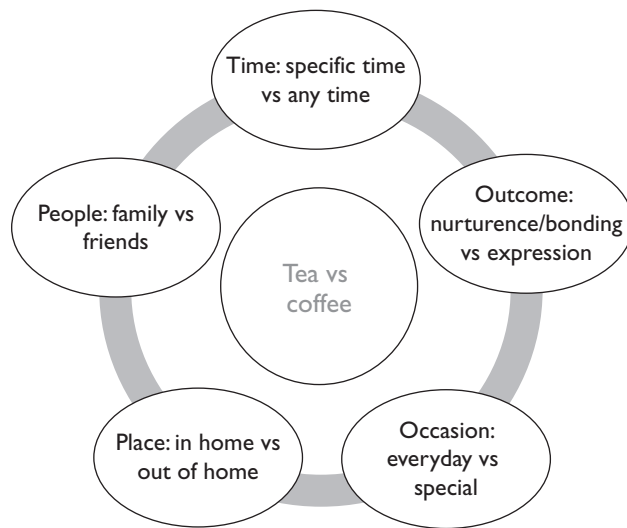 Time: specific time
vs any time
People: family vs
friends
Outcome:
nurturence/bonding
vs expression
Tea vs
coffee
Place: in home vs
out of home
Occasion:
everyday vs
special